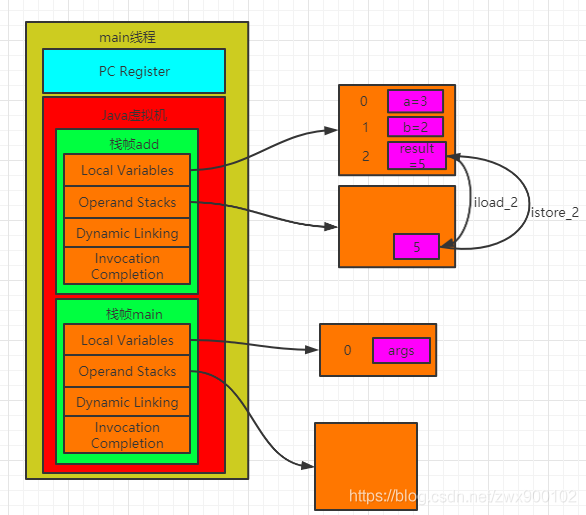 main线程
PC Register
Java虚拟机
栈帧add
Local Variables
Operand Stacks
Dynamic Linking
Invocation
Completion
0
a=3
1
b=2
2
result
=5
5
iload_2
istore_2
栈帧main
Local Variables
Operand Stacks
Dynamic Linking
Invocation
Completion
0
args
https://blog.csdn.net/zwx900102